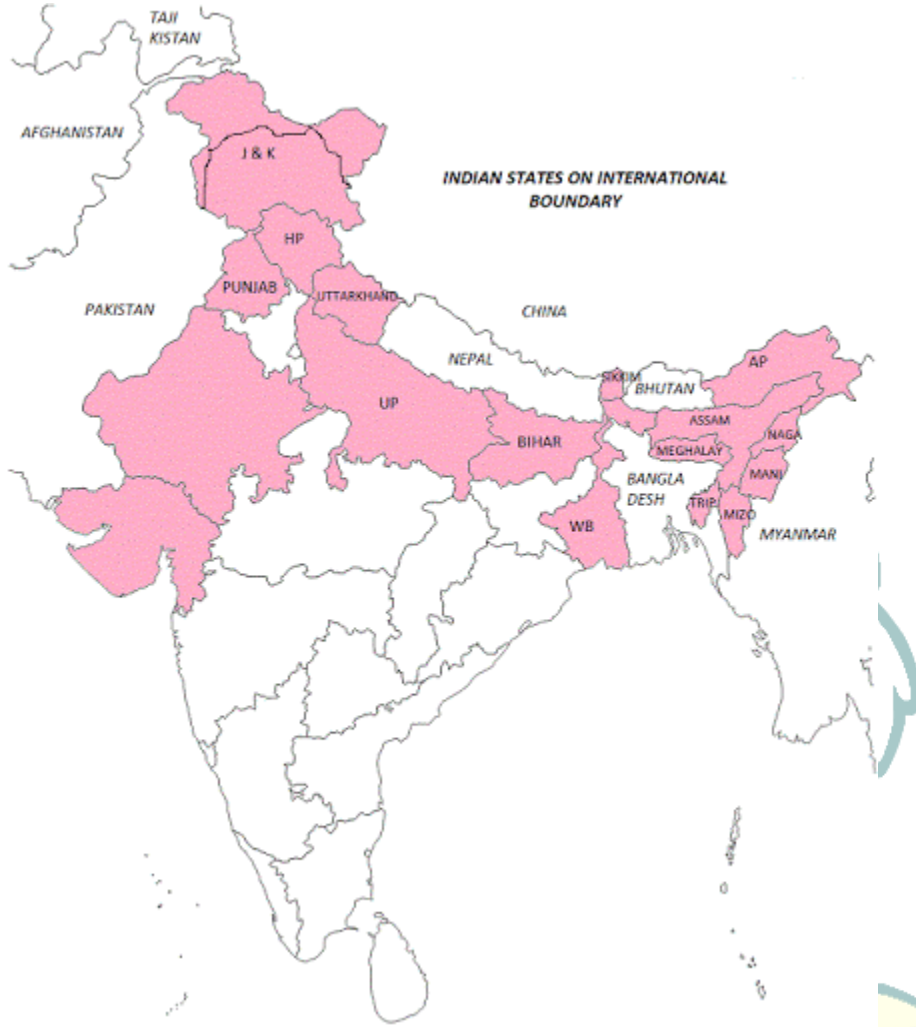 TAJI
KISTAN
AFGHANISTAN
J & K
INDIAN STATES ON INTERNATIONAL
BOUNDARY
HP
PUNJAB
UTTARKHAND
PAKISTAN
CHINA
NEPAL
AP
SIKKIM
BHUTAN
UP
ASSAM
BIHAR
NAGA
MEGHALAY
MANI
BANGLA
DESH
TRIP
MIZO
WB
MYANMAR